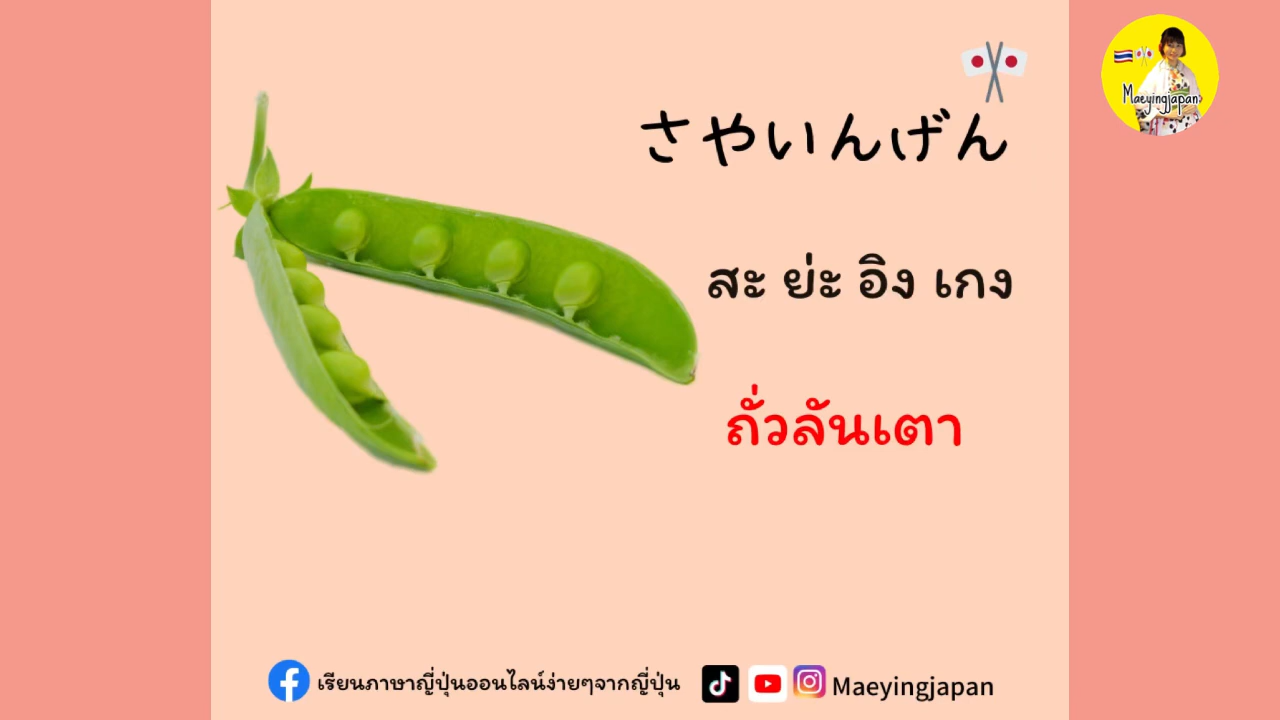 さやいんげん
สะ ย่ะ อิง เกง
ถั่วลันเตา
Maeyingjapan
เรียนภาษาญี่ปุ่นออนไลน์ง่ายๆจากญี่ปุ่น
Maeyingjapan